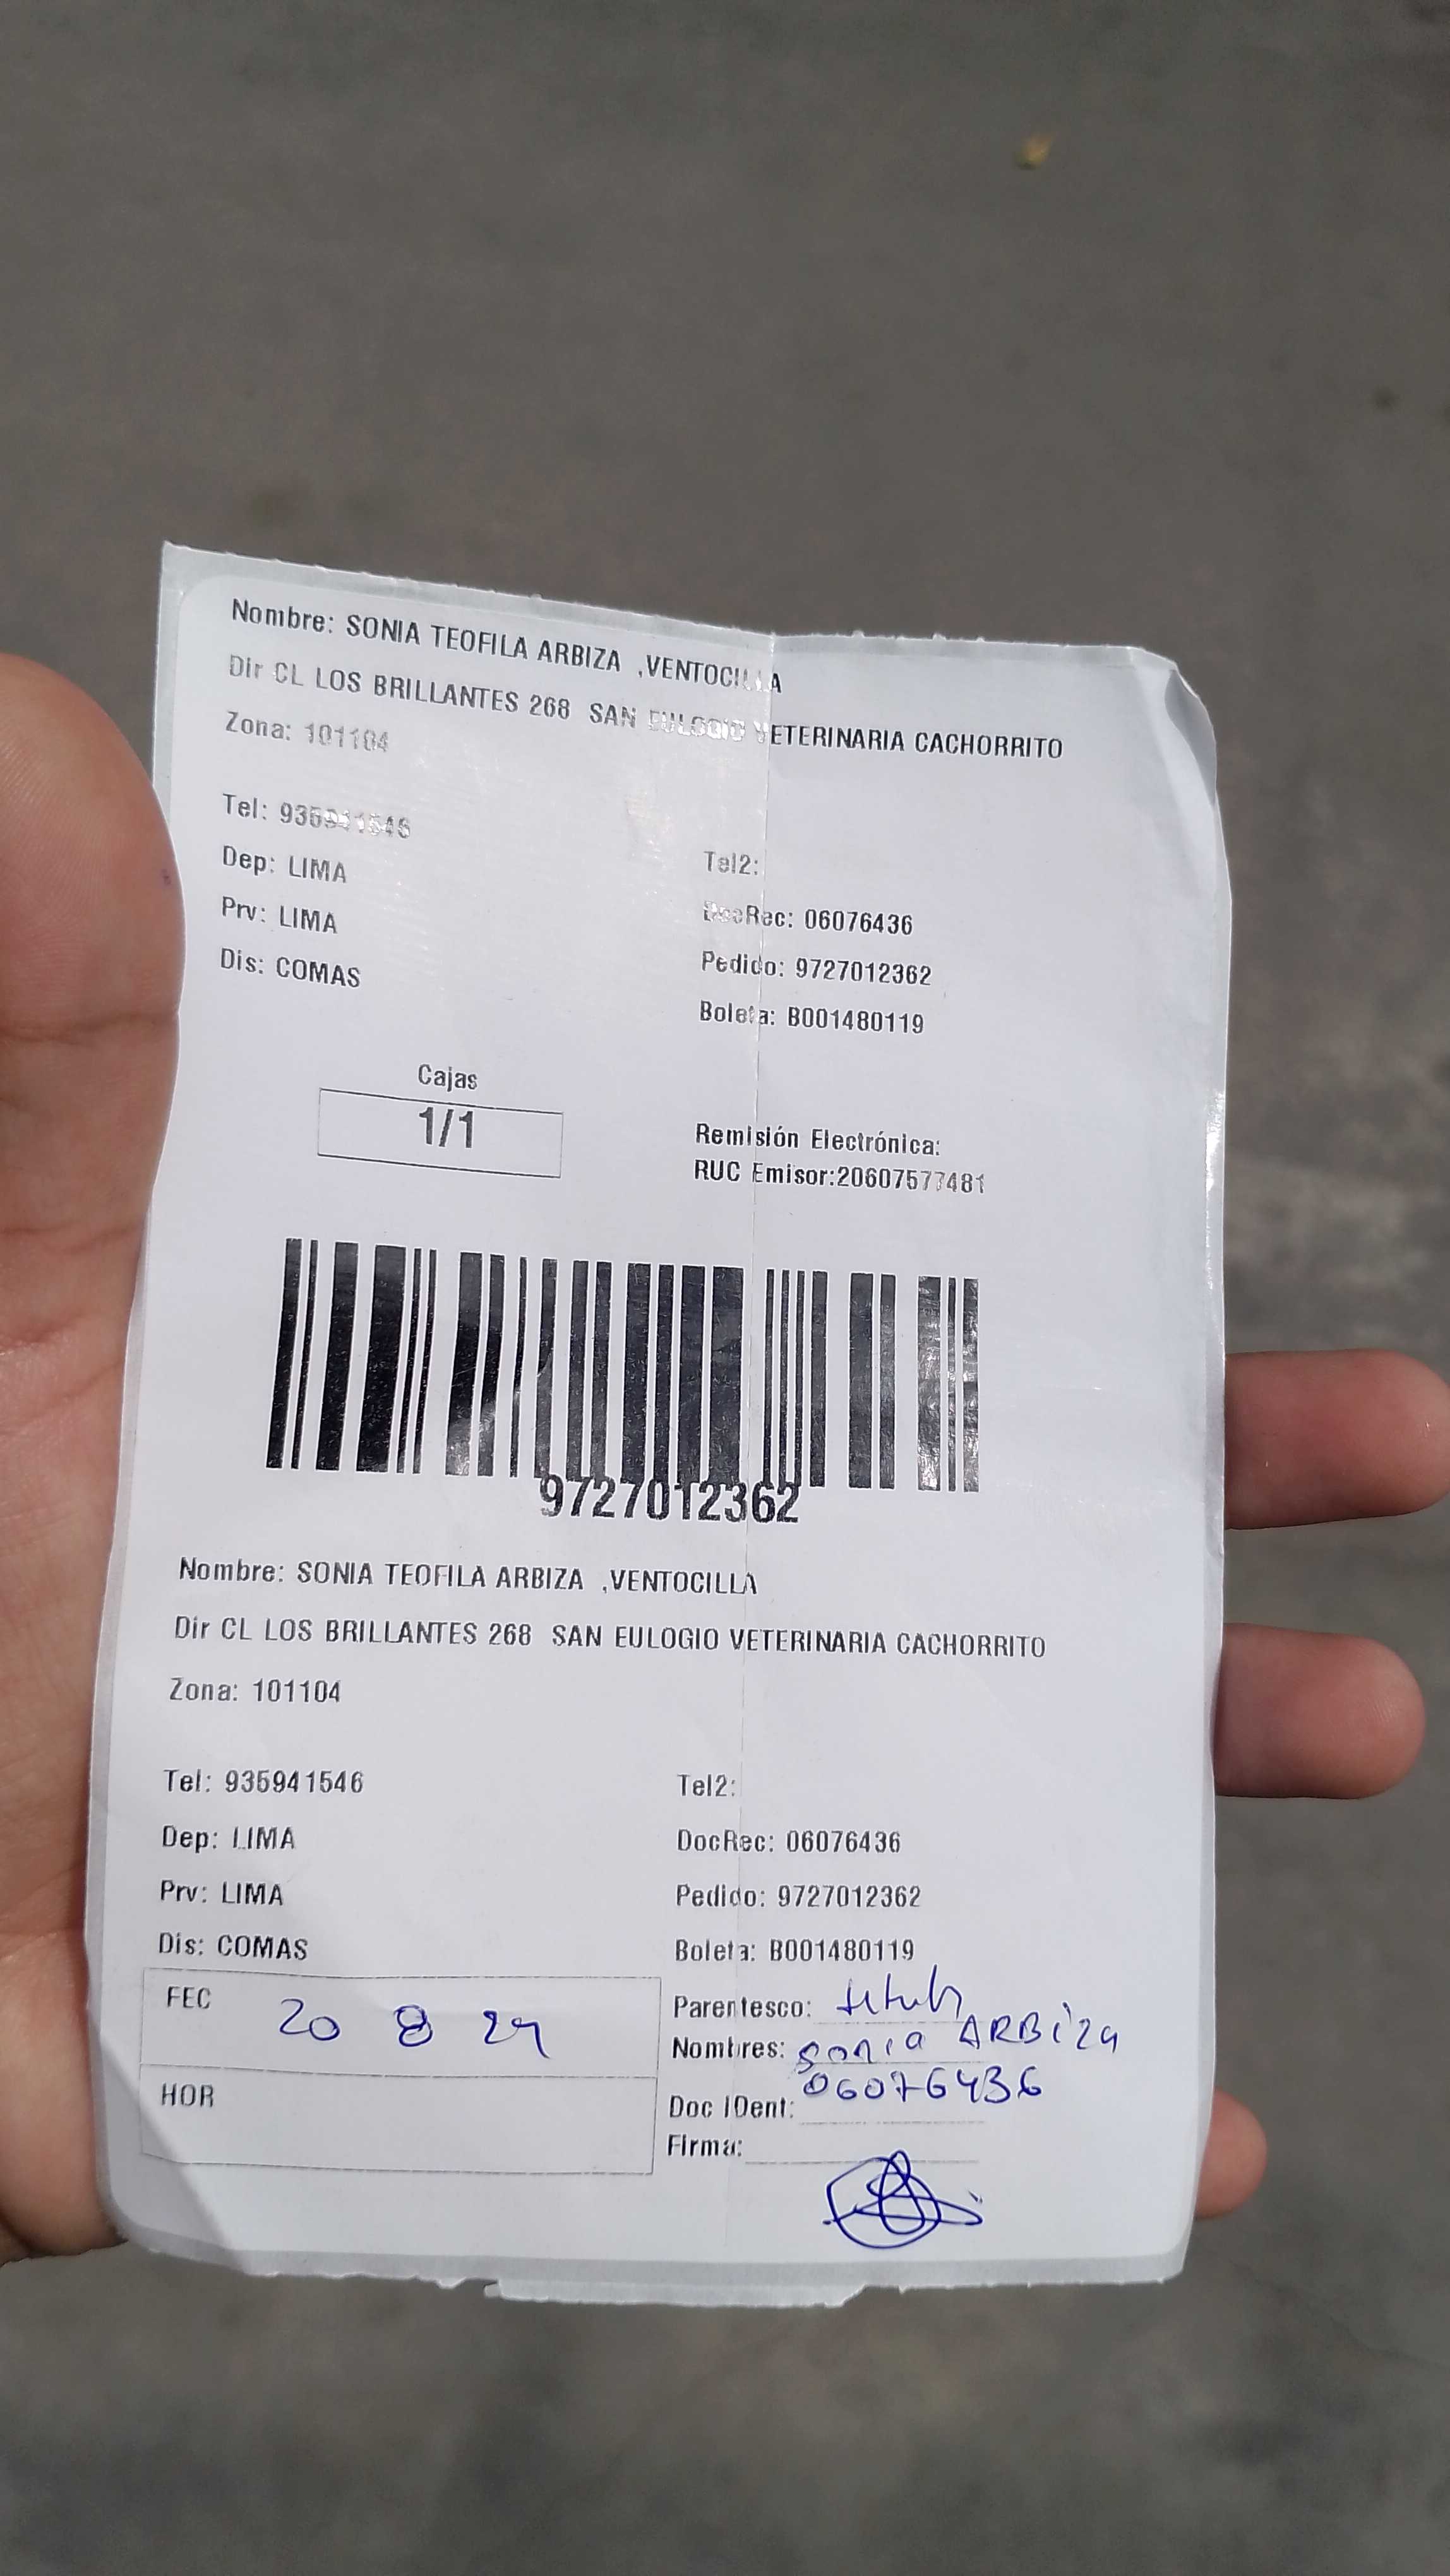 Nombre: SONIA TEOFILA ARBIZA ,VENTOCILLA
Dir CL LOS BRILLANTES 268 SAN EULOGIO VETERINARIA CACHORRITO
Zona: 101104
Tel: 935941546
Tel2:
Dep: LIMA
DocRec: 06076436
Prv: LIMA
Pedido: 9727012362
Dis: COMAS
Boleta: B001480119
Cajas
1/1
Remisión Electrónica:
RUC Emisor:20607577481
9727012362
Nombre: SONIA TEOFILA ARBIZA ,VENTOCILLA
Dir CL LOS BRILLANTES 268 SAN EULOGIO VETERINARIA CACHORRITO
Zona: 101104
Tel: 935941546
Tel2:
Dep: LIMA
DocRec: 06076436
Prv: LIMA
Pedido: 9727012362
Dis: COMAS
Boleta: B001480119
FEC 20 8 24
Parentesco:
Nombres: Sonia ARBiza
HOR
Doc IDent: 06076436
Firma: